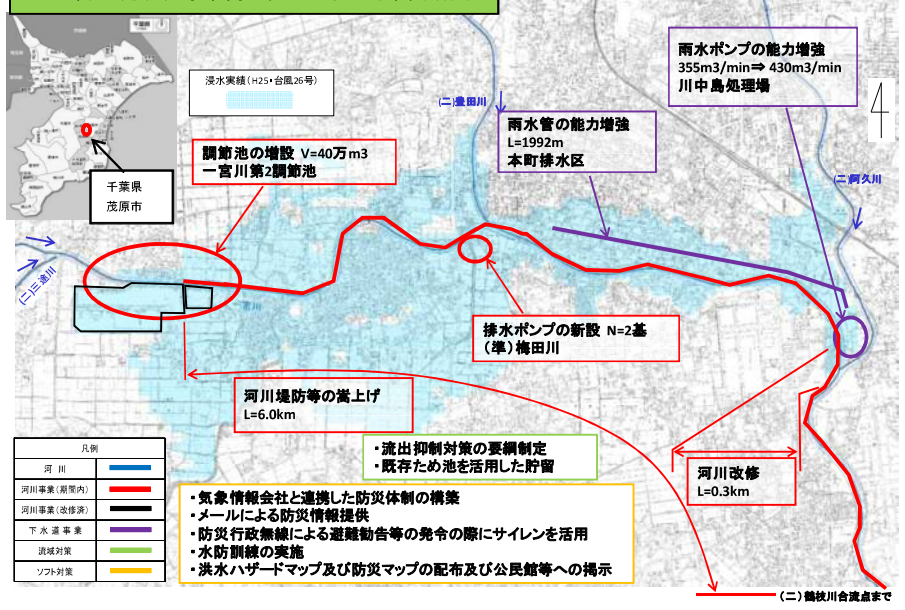 千葉県
茂原市
浸水実績(H25・台風26号)
雨水ポンプの能力増強
355m3/min⇒ 430m3/min
川中島処理場
(二)豊田川
雨水管の能力増強
L=1992m
本町排水区
(二)阿久川
調節池の増設 V=40万m3
一宮川第2調節池
(二)三途川
排水ポンプの新設 N=2基
(準)梅田川
河川堤防等の嵩上げ
L=6.0km
河川改修
L=0.3km
・流出抑制対策の要綱制定
・既存ため池を活用した貯留
凡例
河 川
河川事業(期間内)
河川事業(改修済)
下 水 道 事 業
流域対策
ソフト対策
・気象情報会社と連携した防災体制の構築
・メールによる防災情報提供
・防災行政無線による避難勧告等の発令の際にサイレンを活用
・水防訓練の実施
・洪水ハザードマップ及び防災マップの配布及び公民館等への掲示
(二)鶴枝川合流点まで